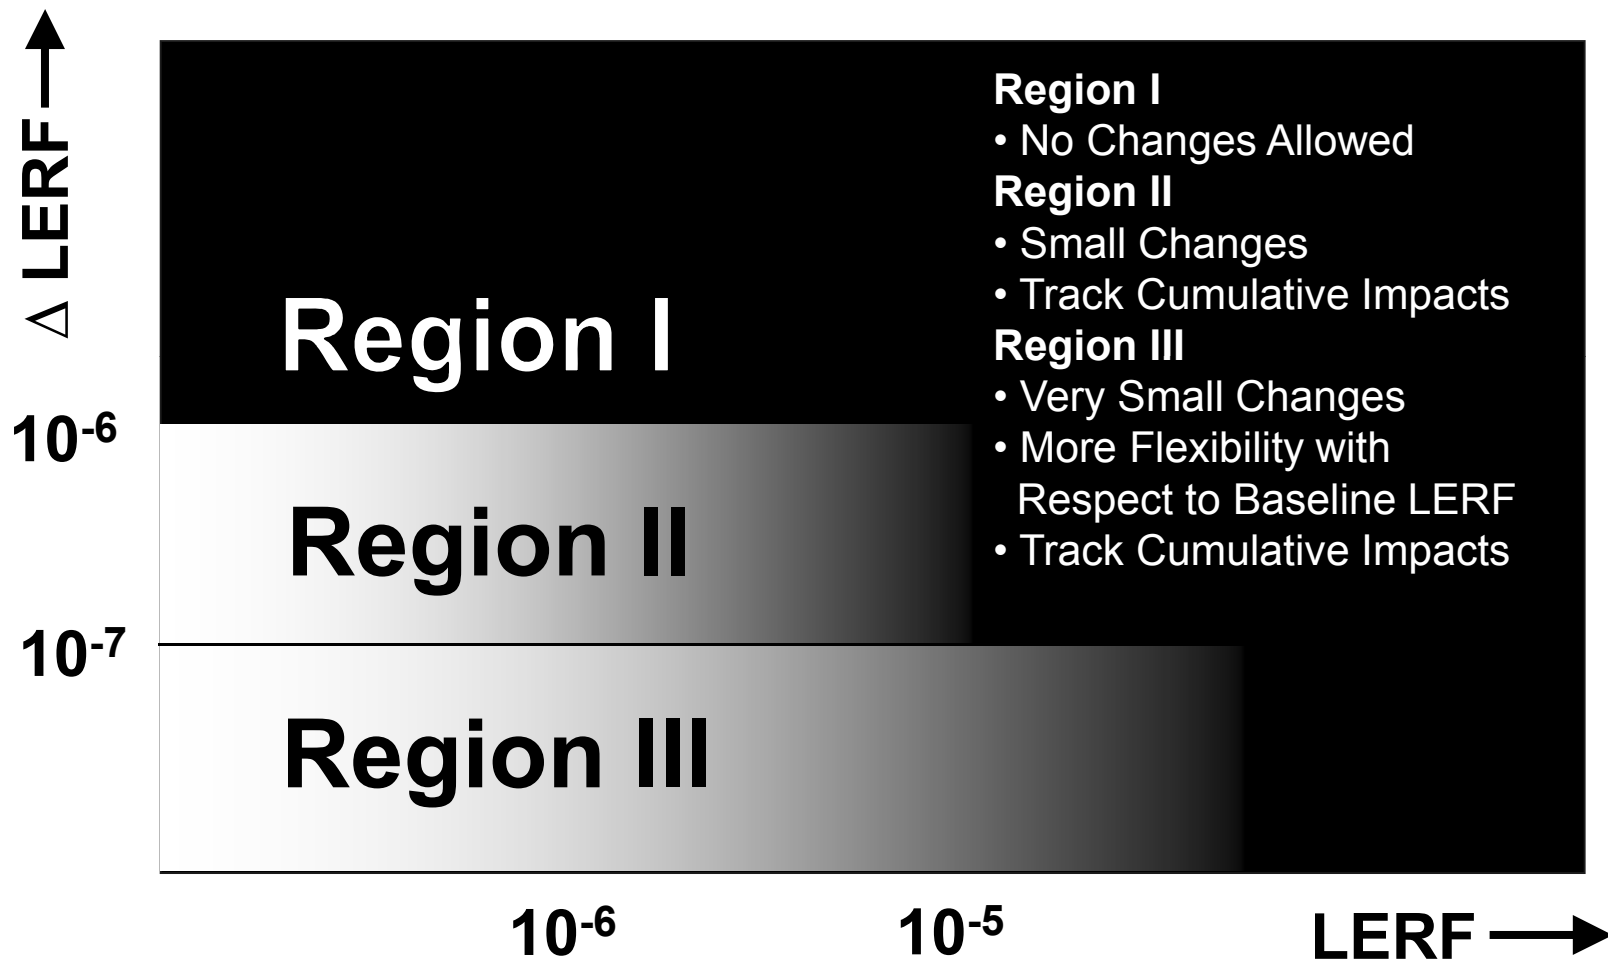 Δ LERF
Region I
• No Changes Allowed
Region II
• Small Changes
• Track Cumulative Impacts
Region III
• Very Small Changes
• More Flexibility with
Respect to Baseline LERF
• Track Cumulative Impacts
Region I
10⁻⁶
Region II
10⁻⁷
Region III
10⁻⁶
10⁻⁵
LERF